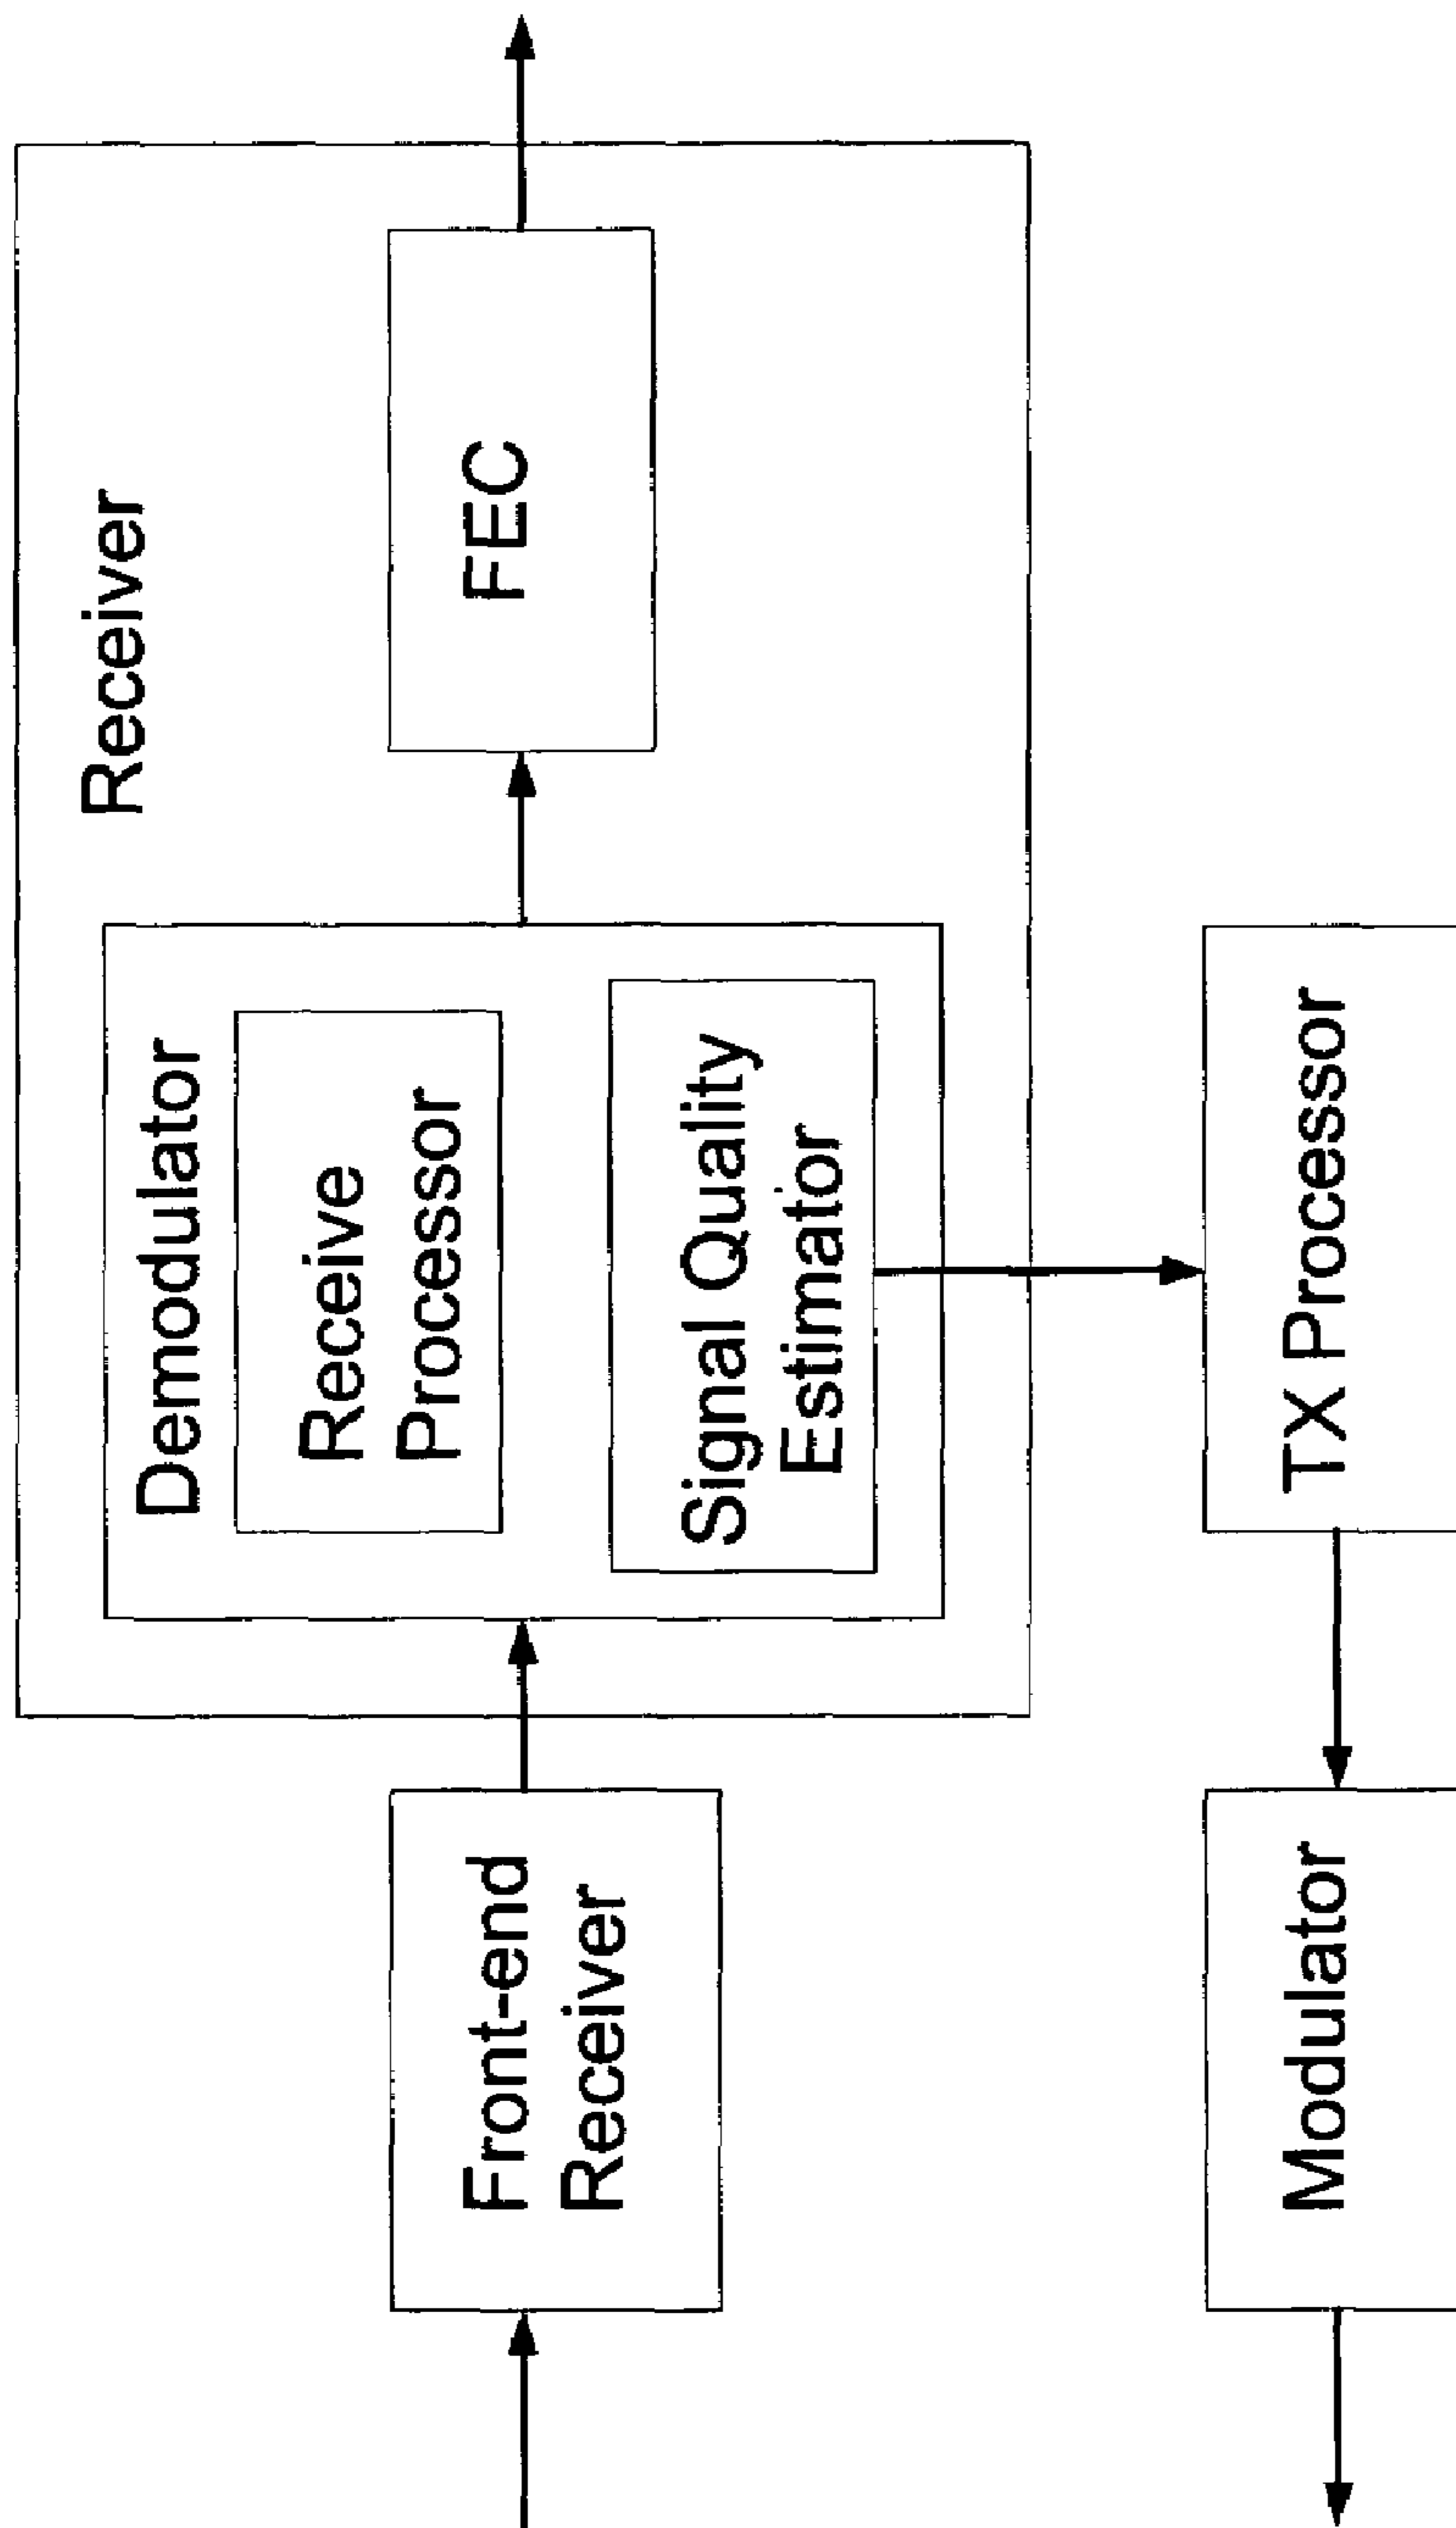 Receiver
Demodulator
Receive
Processor
Signal Quality
Estimator
FEC
Front-end
Receiver
TX Processor
Modulator